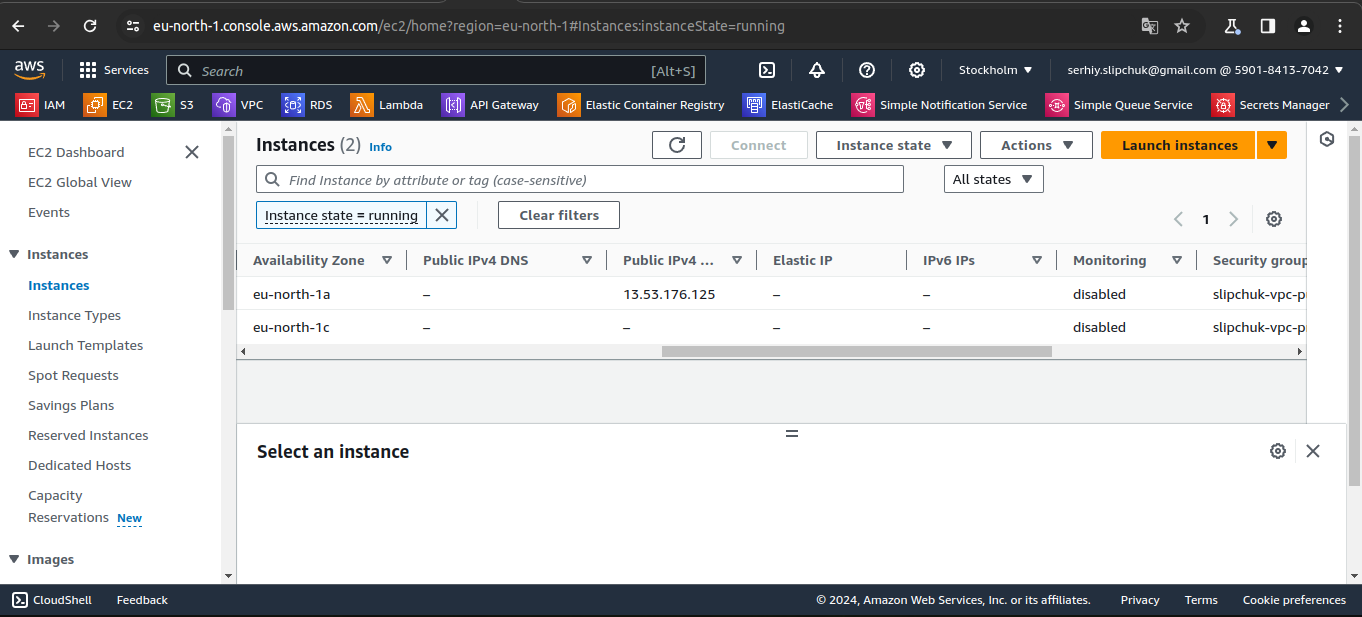 eu-north-1.console.aws.amazon.com/ec2/home?region=eu-north-1#Instances:instanceState=running
aws Services Search [Alt+S] Stockholm ▼ serhiy.slipchuk@gmail.com @ 5901-8413-7042 ▼
IAM EC2 S3 VPC RDS Lambda API Gateway Elastic Container Registry ElastiCache Simple Notification Service Simple Queue Service Secrets Manager
EC2 Dashboard
EC2 Global View
Events
Instances
Instances
Instance Types
Launch Templates
Spot Requests
Savings Plans
Reserved Instances
Dedicated Hosts
Capacity
Reservations New
Images
Instances (2) Info Connect Instance state ▼ Actions ▼ Launch instances ▼
Find Instance by attribute or tag (case-sensitive) All states ▼
Instance state = running Clear filters 1
Availability Zone Public IPv4 DNS Public IPv4 ... Elastic IP IPv6 IPs Monitoring Security group
eu-north-1a – 13.53.176.125 – – disabled slipchuk-vpc-p
eu-north-1c – – – – disabled slipchuk-vpc-p
Select an instance
CloudShell Feedback © 2024, Amazon Web Services, Inc. or its affiliates. Privacy Terms Cookie preferences